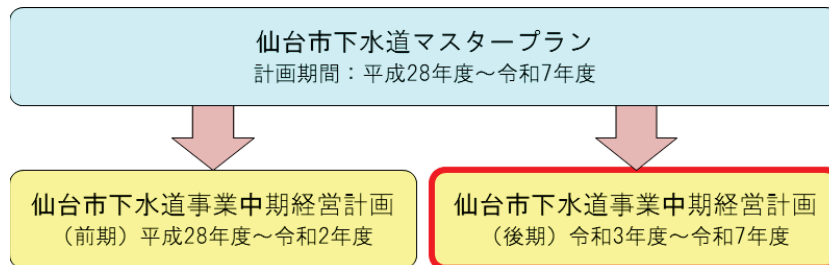 仙台市下水道マスタープラン
計画期間：平成28年度～令和7年度
仙台市下水道事業中期経営計画
（前期）平成28年度～令和2年度
仙台市下水道事業中期経営計画
（後期）令和3年度～令和7年度